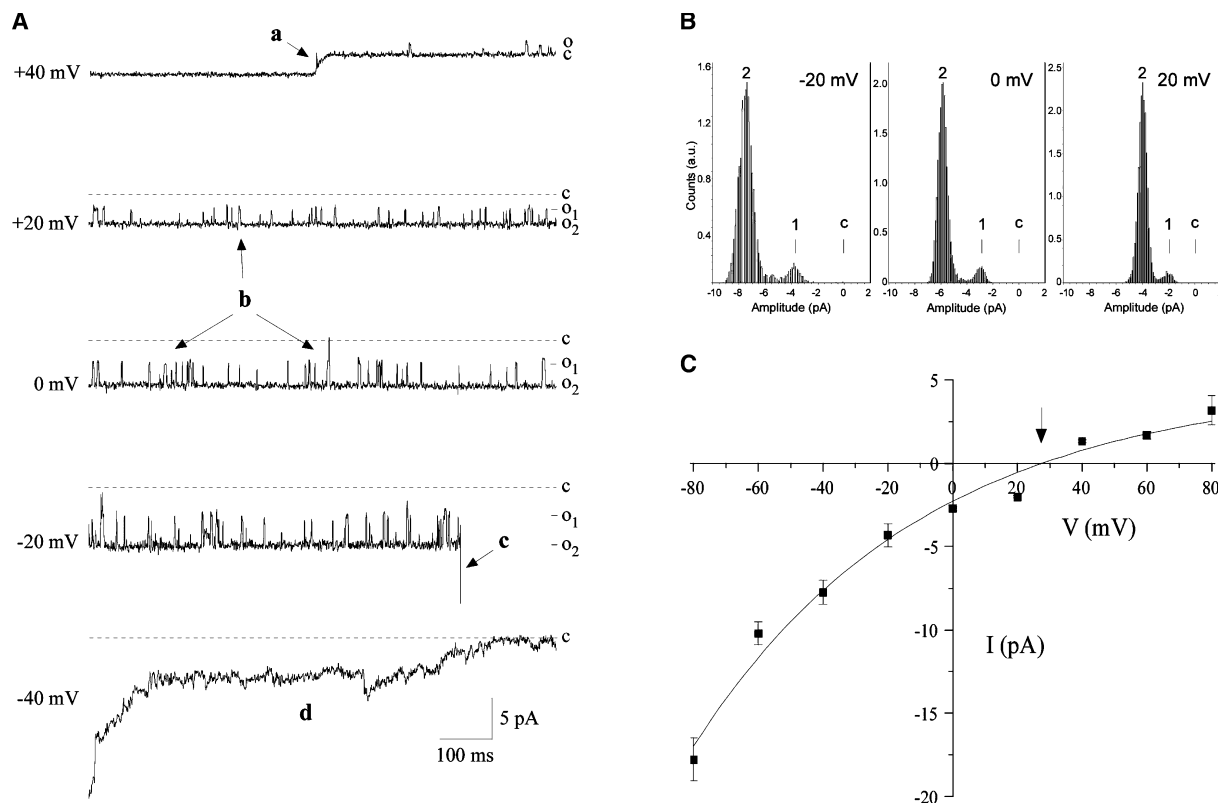 A
a
o
c
+40 mV
c
o1
o2
+20 mV
b
c
o1
o2
0 mV
c
o1
o2
-20 mV
c
c
-40 mV
d
5 pA
100 ms
B
2 -20 mV
1.6
1.2
0.8
0.4
Counts (a.u.)
1 c
-10 -8 -6 -4 -2 0 2
Amplitude (pA)
2 0 mV
2.0
1.5
1.0
0.5
0
1 c
-10 -8 -6 -4 -2 0 2
Amplitude (pA)
2 20 mV
2.5
2.0
1.5
1.0
0.5
0
1 c
-10 -8 -6 -4 -2 0 2
Amplitude (pA)
C
5
0
-80 -60 -40 -20 0 20 40 60 80
V (mV)
-5
-10
I (pA)
-15
-20